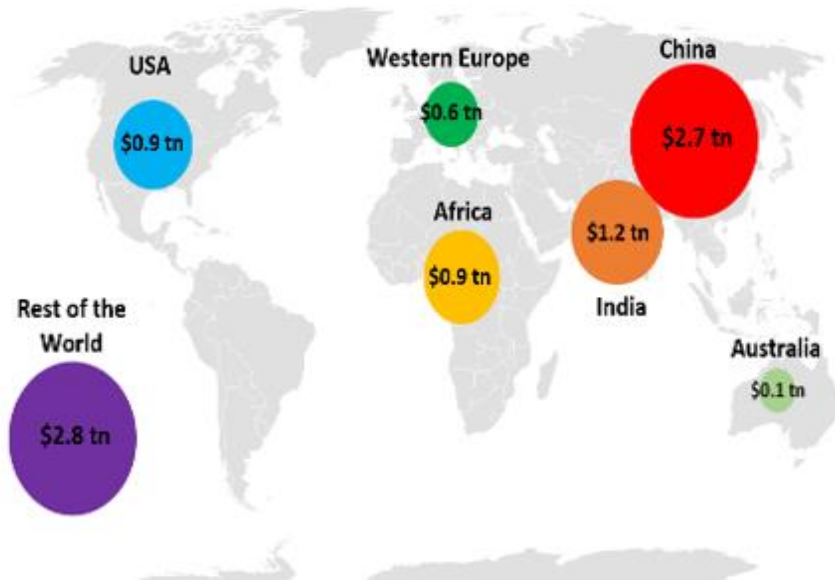 USA
$0.9 tn
Western Europe
$0.6 tn
China
$2.7 tn
Africa
$0.9 tn
$1.2 tn
India
Rest of the
World
$2.8 tn
Australia
$0.1 tn